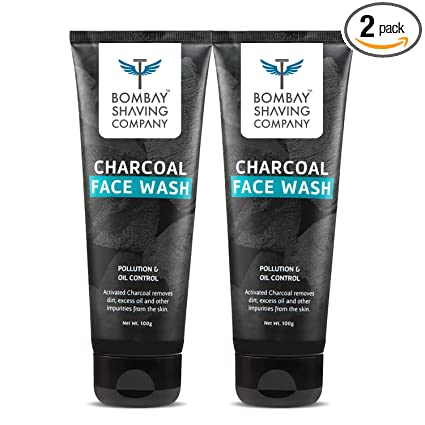 2 pack
BOMBAY™
SHAVING
COMPANY
CHARCOAL
FACE WASH
POLLUTION &
OIL CONTROL
Activated Charcoal removes
dirt, excess oil and other
impurities from the skin.
Net Wt. 100g
BOMBAY™
SHAVING
COMPANY
CHARCOAL
FACE WASH
POLLUTION &
OIL CONTROL
Activated Charcoal removes
dirt, excess oil and other
impurities from the skin.
Net Wt. 100g